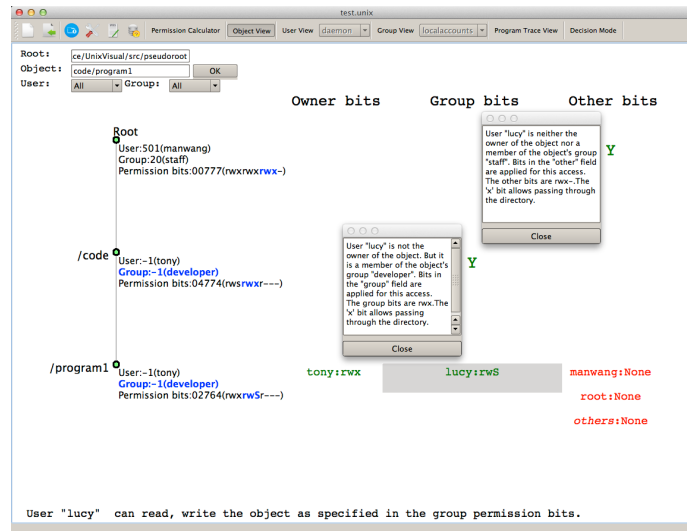 test.unix
Permission Calculator Object View User View daemon Group View localaccounts Program Trace View Decision Mode
Root: ce/UnixVisual/src/pseudoroot
Object: code/program1 OK
User: All Group: All
Owner bits Group bits Other bits
Root
User:501(manwang)
Group:20(staff)
Permission bits:00777(rwxrwxrwx-)
User "lucy" is neither the
owner of the object nor a
member of the object's group
"staff". Bits in the "other" field
are applied for this access.
The other bits are rwx-.The
'x' bit allows passing through
the directory.
Y
Close
/code
User:-1(tony)
Group:-1(developer)
Permission bits:04774(rwsrwxr---)
User "lucy" is not the
owner of the object. But it
is a member of the object's
group "developer". Bits in
the "group" field are
applied for this access.
The group bits are rwx.The
'x' bit allows passing
through the directory.
Y
Close
/program1
User:-1(tony)
Group:-1(developer)
Permission bits:02764(rwxrwSr---)
tony:rwx lucy:rwS manwang:None
root:None
others:None
User "lucy" can read, write the object as specified in the group permission bits.